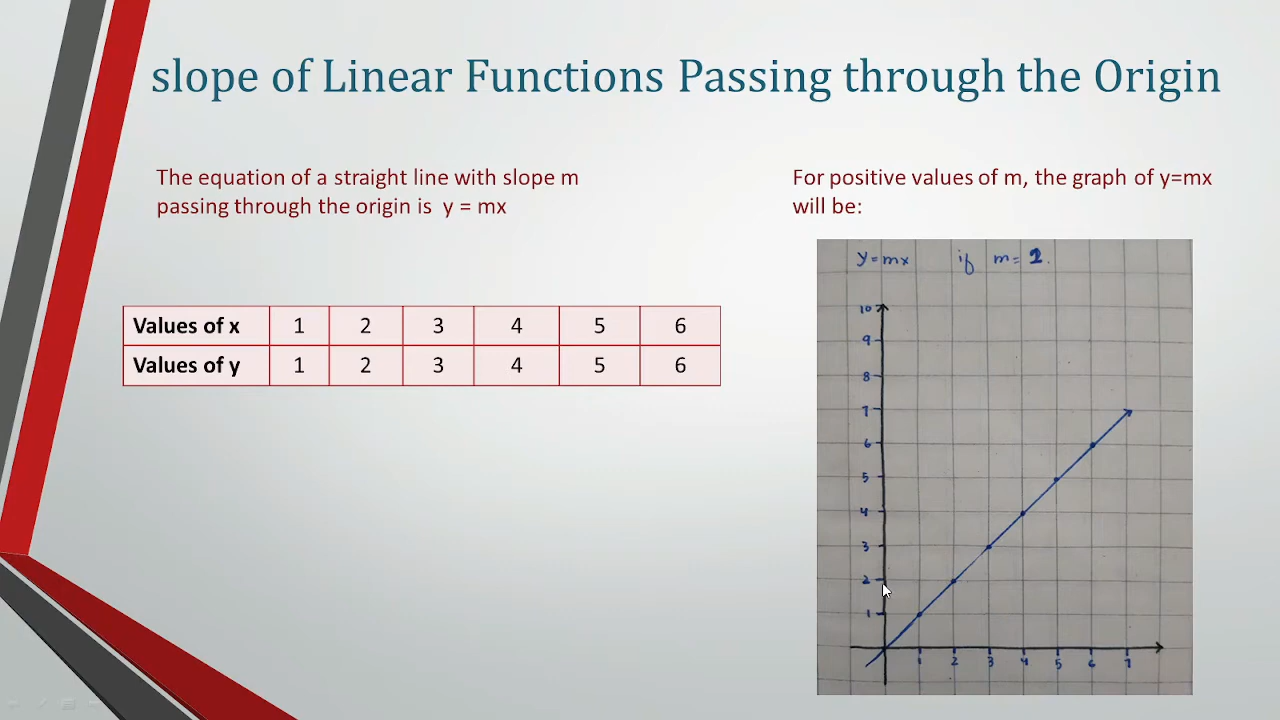 slope of Linear Functions Passing through the Origin
The equation of a straight line with slope m
passing through the origin is y = mx
For positive values of m, the graph of y=mx
will be:
Values of x 1 2 3 4 5 6
Values of y 1 2 3 4 5 6
y=mx if m=
10
9
8
7
6
5
4
3
2
1
1 2 3 4 5 6 7